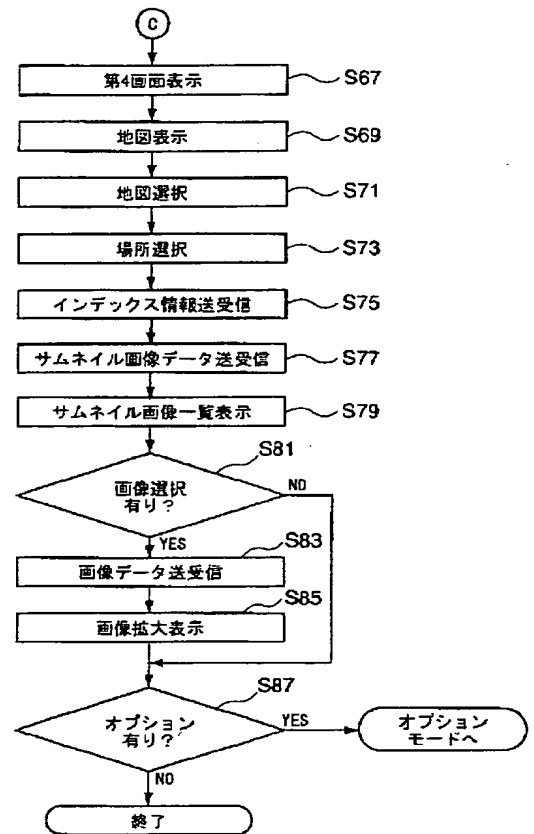 C
第4画面表示
S67
地図表示
S69
地図選択
S71
場所選択
S73
インデックス情報送受信
S75
サムネイル画像データ送受信
S77
サムネイル画像一覧表示
S79
S81
画像選択
有り?
NO
YES
S83
画像データ送受信
S85
画像拡大表示
S87
オプション
有り?
YES
オプション
モードへ
NO
終了